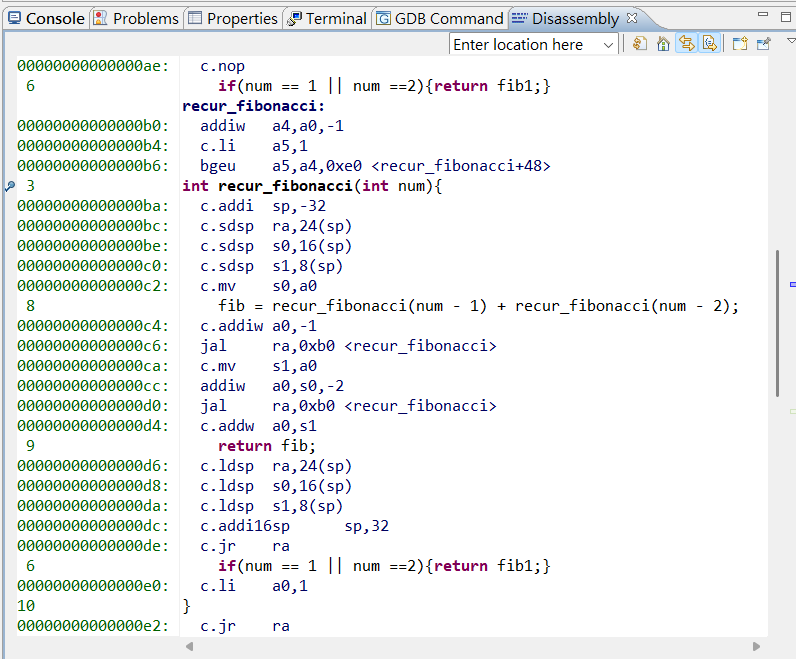 Console Problems Properties Terminal GDB Command Disassembly
Enter location here
00000000000000ae: c.nop
6 if(num == 1 || num ==2){return fib1;}
recur_fibonacci:
00000000000000b0: addiw a4,a0,-1
00000000000000b4: c.li a5,1
00000000000000b6: bgeu a5,a4,0xe0 <recur_fibonacci+48>
3 int recur_fibonacci(int num){
00000000000000ba: c.addi sp,-32
00000000000000bc: c.sdsp ra,24(sp)
00000000000000be: c.sdsp s0,16(sp)
00000000000000c0: c.sdsp s1,8(sp)
00000000000000c2: c.mv s0,a0
8 fib = recur_fibonacci(num - 1) + recur_fibonacci(num - 2);
00000000000000c4: c.addiw a0,-1
00000000000000c6: jal ra,0xb0 <recur_fibonacci>
00000000000000ca: c.mv s1,a0
00000000000000cc: addiw a0,s0,-2
00000000000000d0: jal ra,0xb0 <recur_fibonacci>
00000000000000d4: c.addw a0,s1
9 return fib;
00000000000000d6: c.ldsp ra,24(sp)
00000000000000d8: c.ldsp s0,16(sp)
00000000000000da: c.ldsp s1,8(sp)
00000000000000dc: c.addi16sp sp,32
00000000000000de: c.jr ra
6 if(num == 1 || num ==2){return fib1;}
00000000000000e0: c.li a0,1
10 }
00000000000000e2: c.jr ra